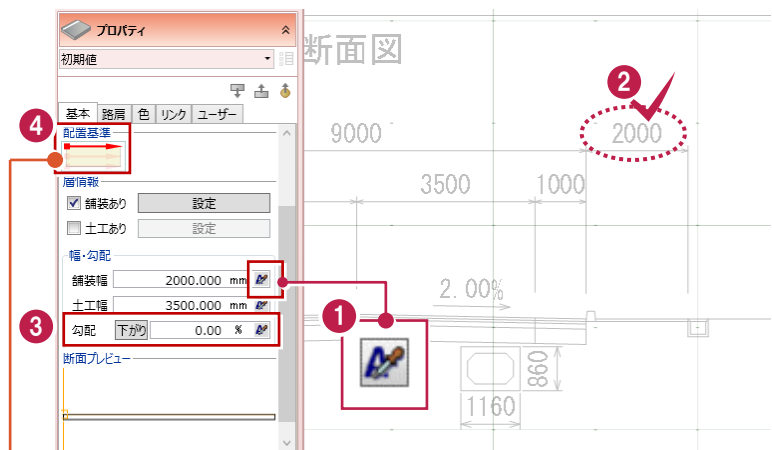 プロパティ
初期値
基本 路肩 色 リンク ユーザー
4
配置基準
層情報
舗装あり 設定
土工あり 設定
幅・勾配
舗装幅 2000.000 mm
土工幅 3500.000 mm
3
勾配 下がり 0.00 %
断面プレビュー
1
断面図
2
9000 2000
3500 1000
2.00%
860
1160